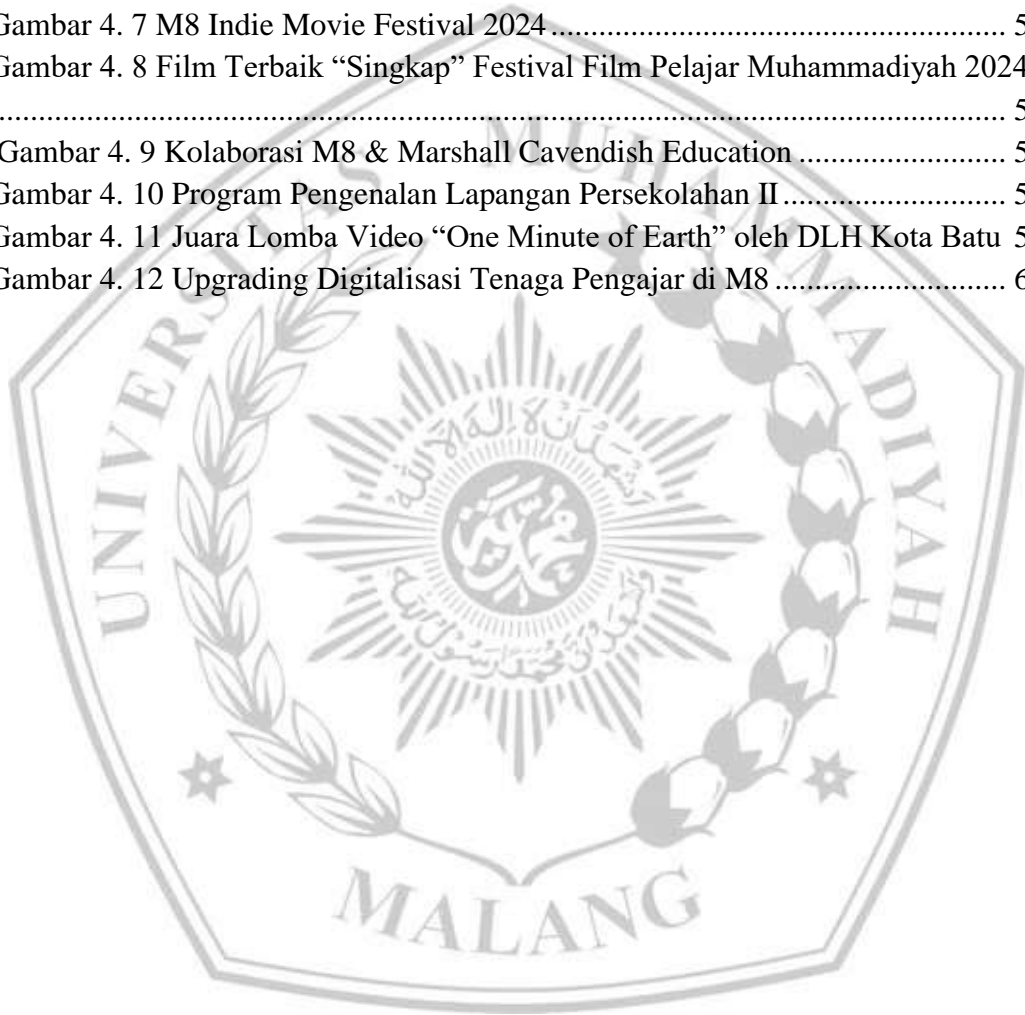 Gambar 4. 7 M8 Indie Movie Festival 2024 .................................................................. 5
Gambar 4. 8 Film Terbaik “Singkap” Festival Film Pelajar Muhammadiyah 2024
.................................................................................................................................... 5
Gambar 4. 9 Kolaborasi M8 & Marshall Cavendish Education .............................. 5
Gambar 4. 10 Program Pengenalan Lapangan Persekolahan II ................................ 5
Gambar 4. 11 Juara Lomba Video “One Minute of Earth” oleh DLH Kota Batu 5
Gambar 4. 12 Upgrading Digitalisasi Tenaga Pengajar di M8 ................................. 6
UNIVERSITAS MUHAMMADIYAH
MALANG